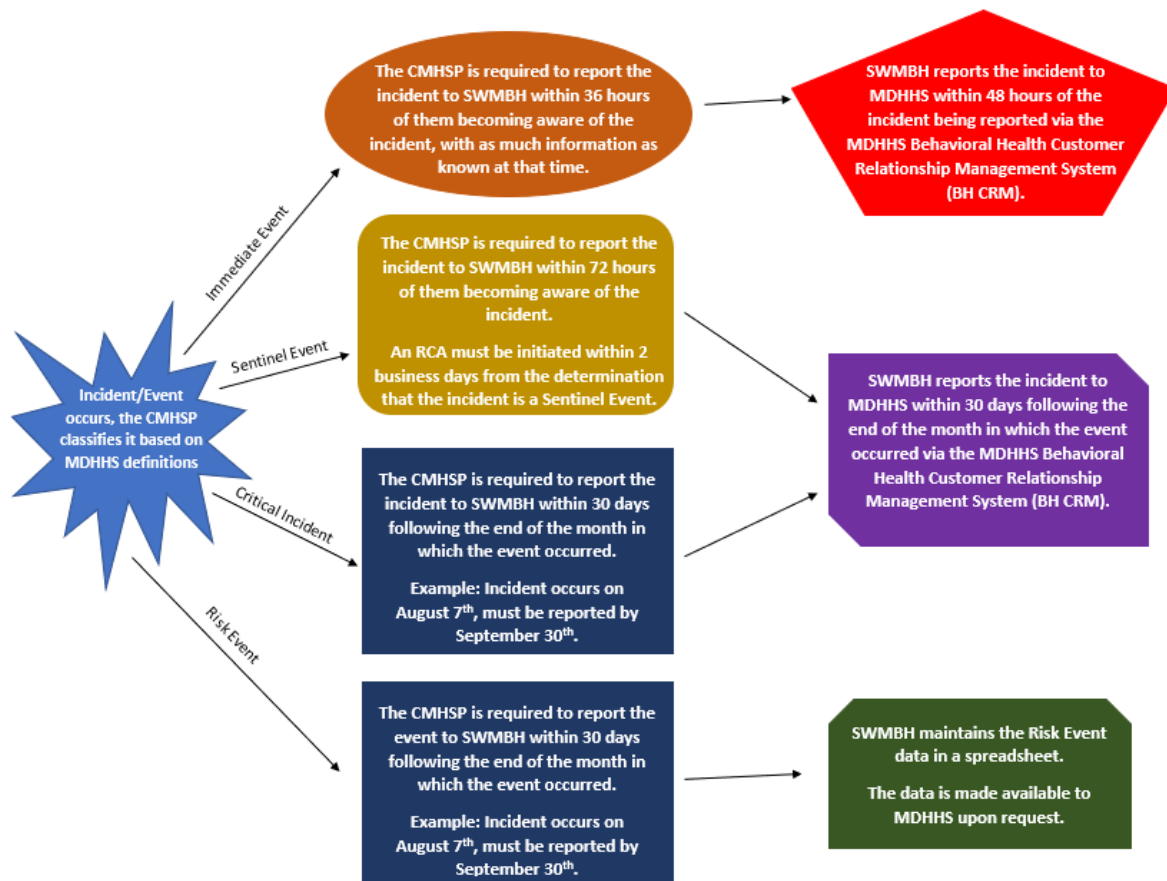 Incident/Event
occurs, the CMHSP
classifies it based on
MDHHS definitions
Immediate Event
The CMHSP is required to report the
incident to SWMBH within 36 hours
of them becoming aware of the
incident, with as much information as
known at that time.
SWMBH reports the incident to
MDHHS within 48 hours of the
incident being reported via the
MDHHS Behavioral Health Customer
Relationship Management System
(BH CRM).
Sentinel Event
The CMHSP is required to report the
incident to SWMBH within 72 hours
of them becoming aware of the
incident.
An RCA must be initiated within 2
business days from the determination
that the incident is a Sentinel Event.
Critical Incident
The CMHSP is required to report the
incident to SWMBH within 30 days
following the end of the month in
which the event occurred.
Example: Incident occurs on
August 7th, must be reported by
September 30th.
SWMBH reports the incident to
MDHHS within 30 days following the
end of the month in which the event
occurred via the MDHHS Behavioral
Health Customer Relationship
Management System (BH CRM).
Risk Event
The CMHSP is required to report the
event to SWMBH within 30 days
following the end of the month in
which the event occurred.
Example: Incident occurs on
August 7th, must be reported by
September 30th.
SWMBH maintains the Risk Event
data in a spreadsheet.
The data is made available to
MDHHS upon request.